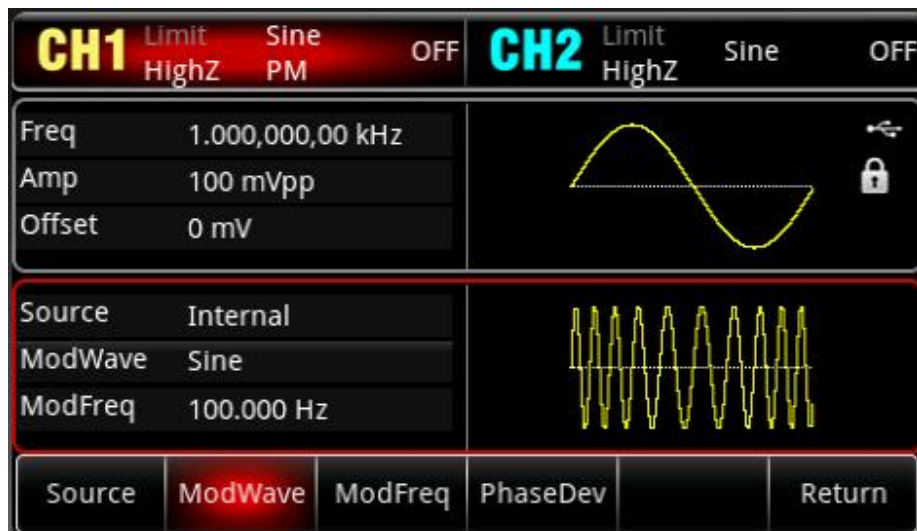 CH1 Limit Sine OFF CH2 Limit Sine OFF
HighZ PM HighZ
Freq 1.000,000,00 kHz
Amp 100 mVpp
Offset 0 mV
Source Internal
ModWave Sine
ModFreq 100.000 Hz
Source ModWave ModFreq PhaseDev Return